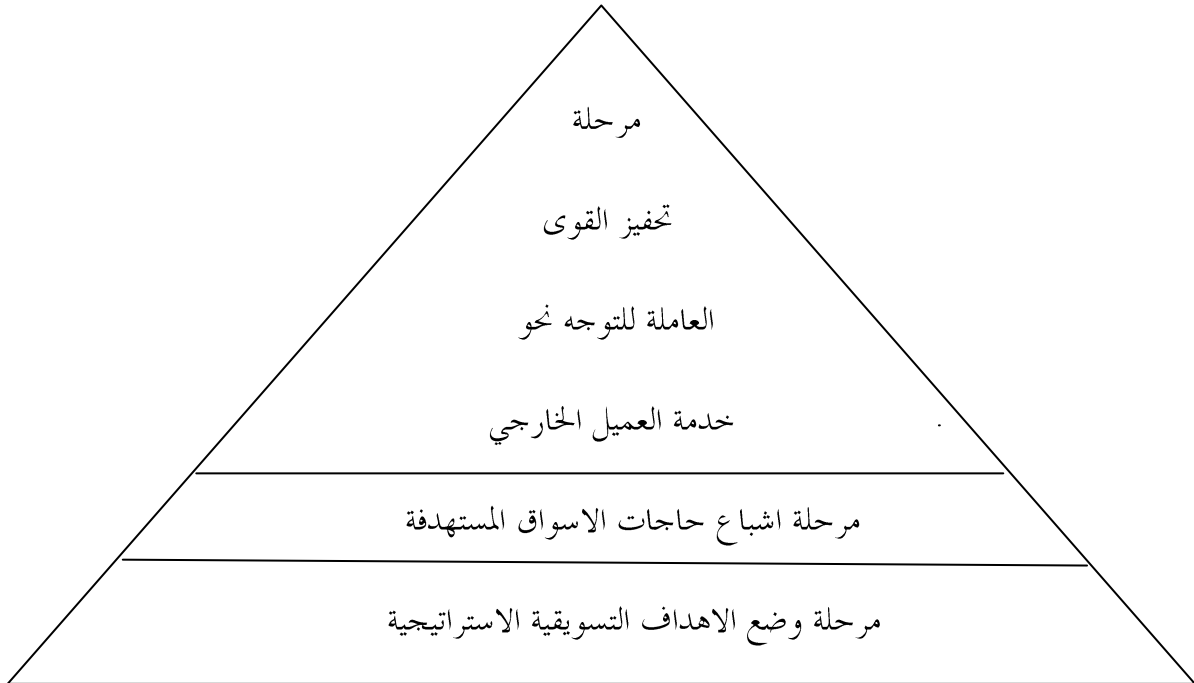 مرحلة
تحفيز القوى
العاملة للتوجه نحو
خدمة العميل الخارجي
مرحلة اشباع حاجات الاسواق المستهدفة
مرحلة وضع الاهداف التسويقية الاستراتيجية